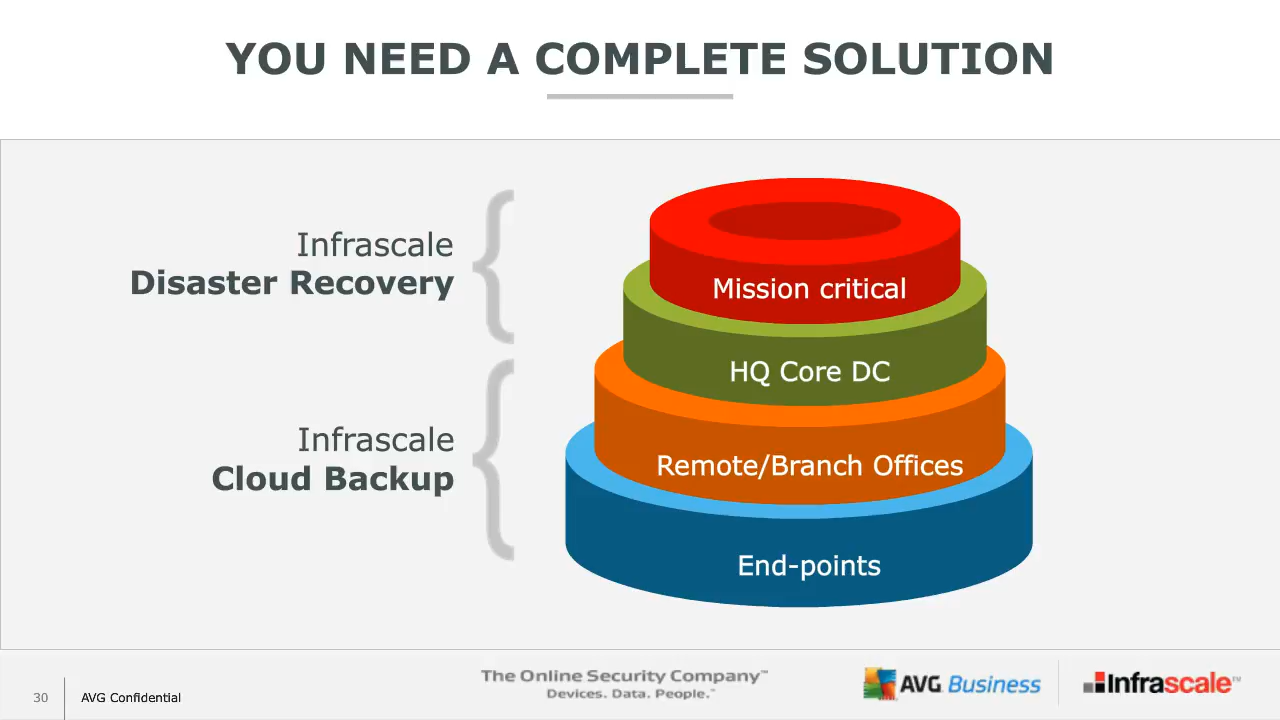 YOU NEED A COMPLETE SOLUTION
Infrascale
Disaster Recovery
Infrascale
Cloud Backup
Mission critical
HQ Core DC
Remote/Branch Offices
End-points
30
AVG Confidential
The Online Security Company™
Devices. Data. People.™
AVG Business
Infrascale™